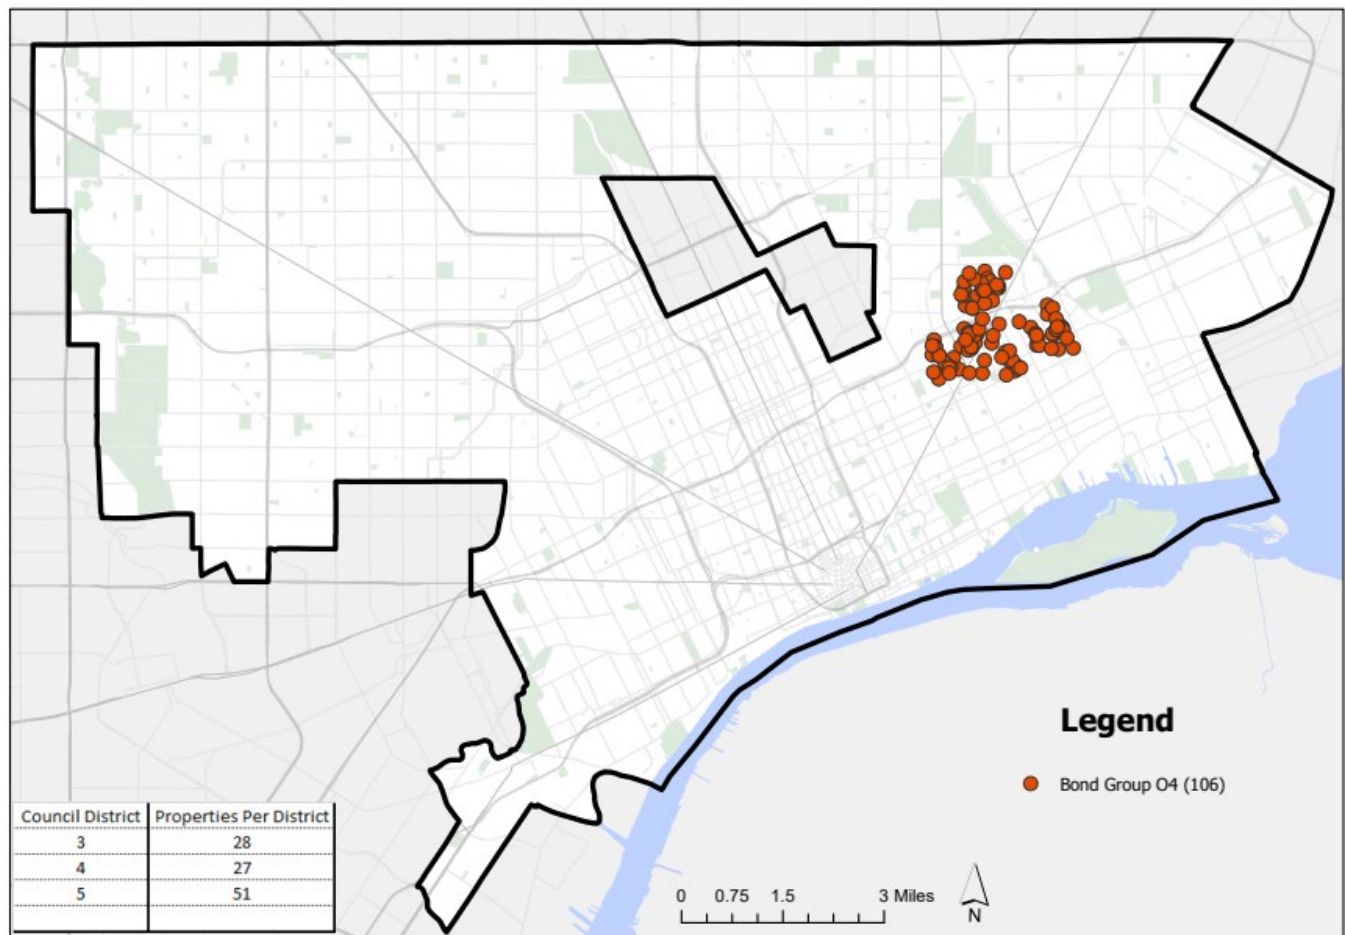 Legend
Bond Group O4 (106)
Council District Properties Per District
3 28
4 27
5 51
0 0.75 1.5 3 Miles
N